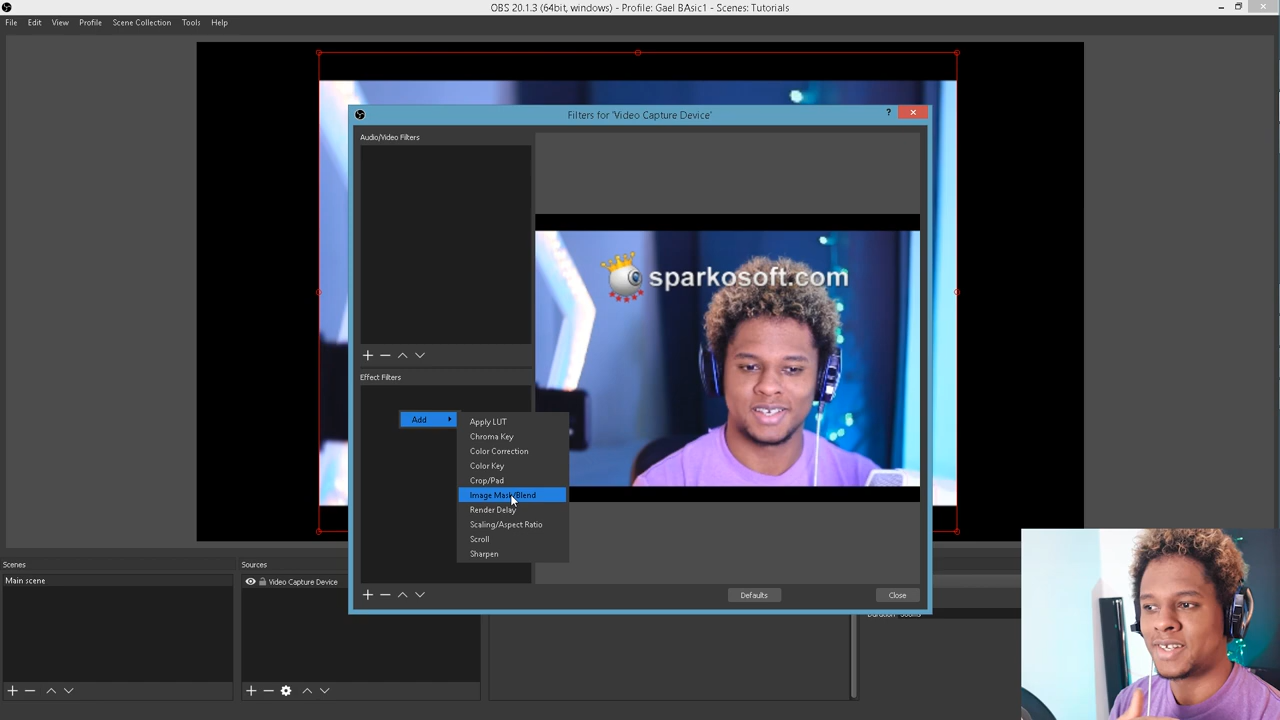 OBS 20.1.3 (64bit, windows) - Profile: Gael BAsic1 - Scenes: Tutorials
File Edit View Profile Scene Collection Tools Help
Filters for 'Video Capture Device'
?
Audio/Video Filters
sparkosoft.com
Effect Filters
Add
Apply LUT
Chroma Key
Color Correction
Color Key
Crop/Pad
Image Mask/Blend
Render Delay
Scaling/Aspect Ratio
Scroll
Sharpen
Defaults
Close
Scenes
Main scene
Sources
Video Capture Device